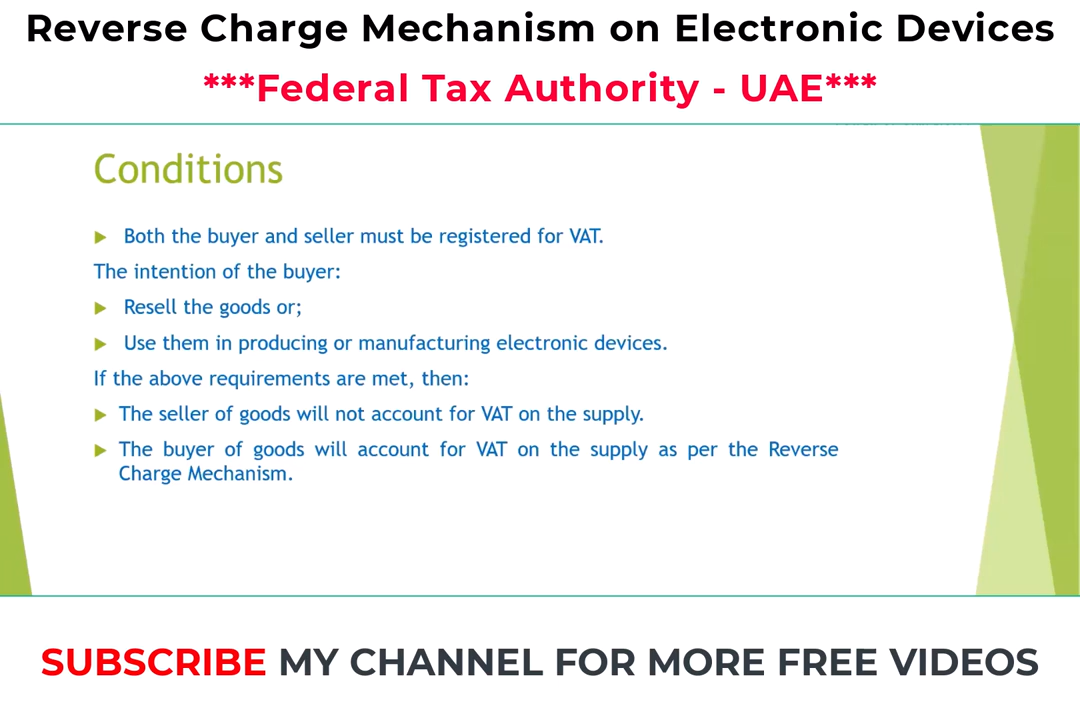 Reverse Charge Mechanism on Electronic Devices
***Federal Tax Authority - UAE***
Conditions
Both the buyer and seller must be registered for VAT.
The intention of the buyer:
Resell the goods or;
Use them in producing or manufacturing electronic devices.
If the above requirements are met, then:
The seller of goods will not account for VAT on the supply.
The buyer of goods will account for VAT on the supply as per the Reverse
Charge Mechanism.
SUBSCRIBE MY CHANNEL FOR MORE FREE VIDEOS